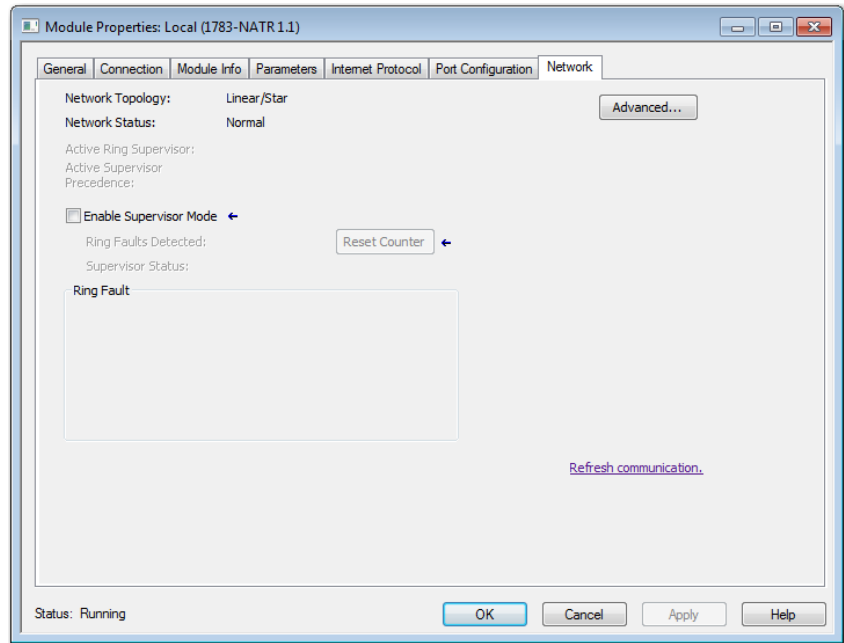 Module Properties: Local (1783-NATR 1.1)
General Connection Module Info Parameters Internet Protocol Port Configuration Network
Network Topology: Linear/Star Advanced...
Network Status: Normal
Active Ring Supervisor:
Active Supervisor
Precedence:
Enable Supervisor Mode
Ring Faults Detected: Reset Counter
Supervisor Status:
Ring Fault
Refresh communication.
Status: Running OK Cancel Apply Help